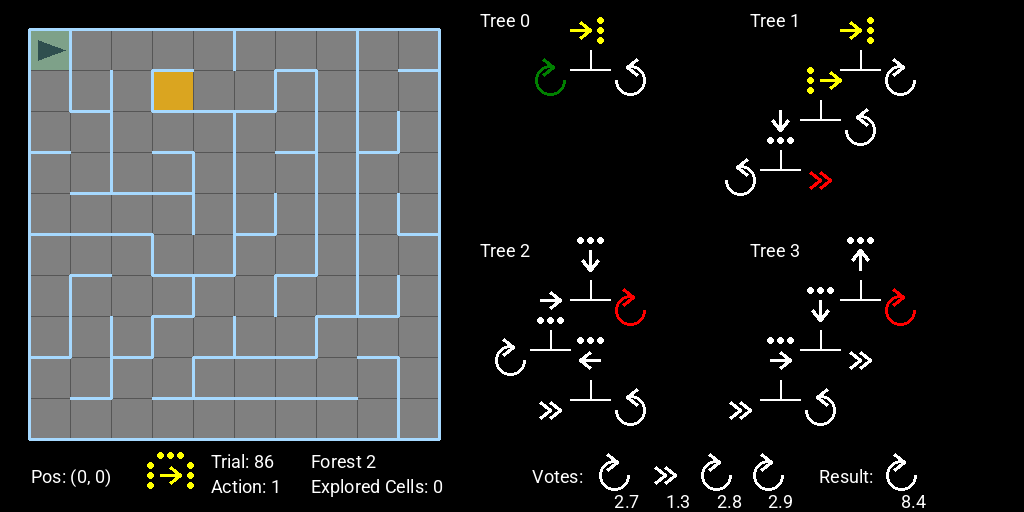 Tree 0
Tree 1
Tree 2
Tree 3
Pos: (0, 0)
Trial: 86
Forest 2
Action: 1
Explored Cells: 0
Votes:
2.7
1.3
2.8
2.9
Result:
8.4